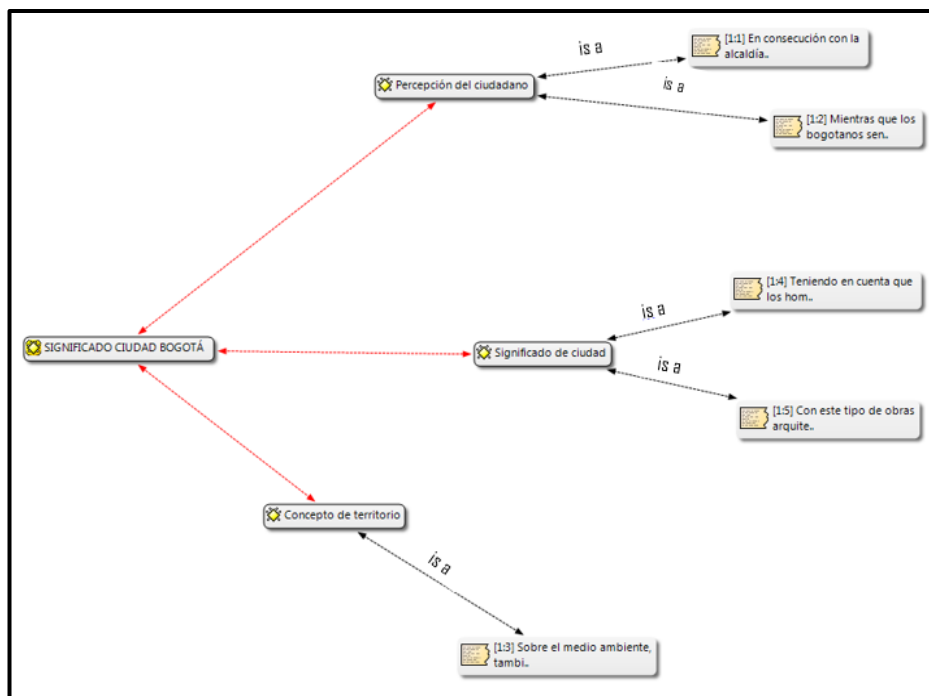 is a
[1:1] En consecución con la
alcaldía..
Percepción del ciudadano
is a
[1:2] Mientras que los
bogotanos sen..
[1:4] Teniendo en cuenta que
los hom..
is a
SIGNIFICADO CIUDAD BOGOTÁ
Significado de ciudad
is a
[1:5] Con este tipo de obras
arquite..
Concepto de territorio
is a
[1:3] Sobre el medio ambiente,
tambi..